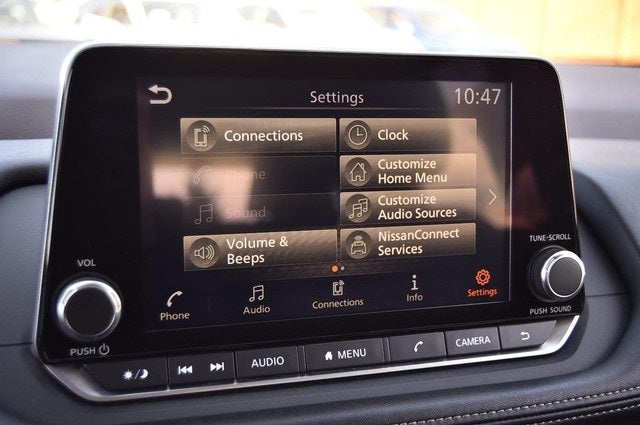 Settings
10:47
Connections
Clock
Phone
Customize
Home Menu
Sound
Customize
Audio Sources
Volume &
Beeps
NissanConnect
Services
Phone
Audio
Connections
Info
Settings
VOL
PUSH
TUNE·SCROLL
PUSH SOUND
AUDIO
MENU
CAMERA